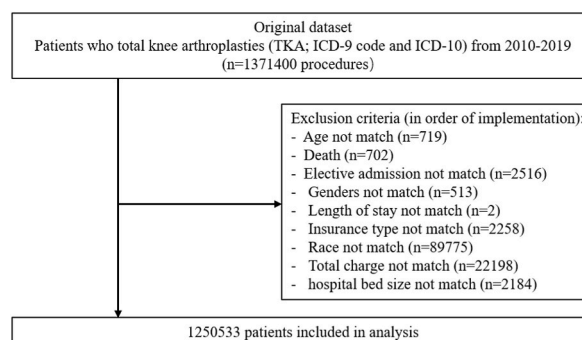 Original dataset
Patients who total knee arthroplasties (TKA; ICD-9 code and ICD-10) from 2010-2019
(n=1371400 procedures)
Exclusion criteria (in order of implementation):
- Age not match (n=719)
- Death (n=702)
- Elective admission not match (n=2516)
- Genders not match (n=513)
- Length of stay not match (n=2)
- Insurance type not match (n=2258)
- Race not match (n=89775)
- Total charge not match (n=22198)
- hospital bed size not match (n=2184)
1250533 patients included in analysis